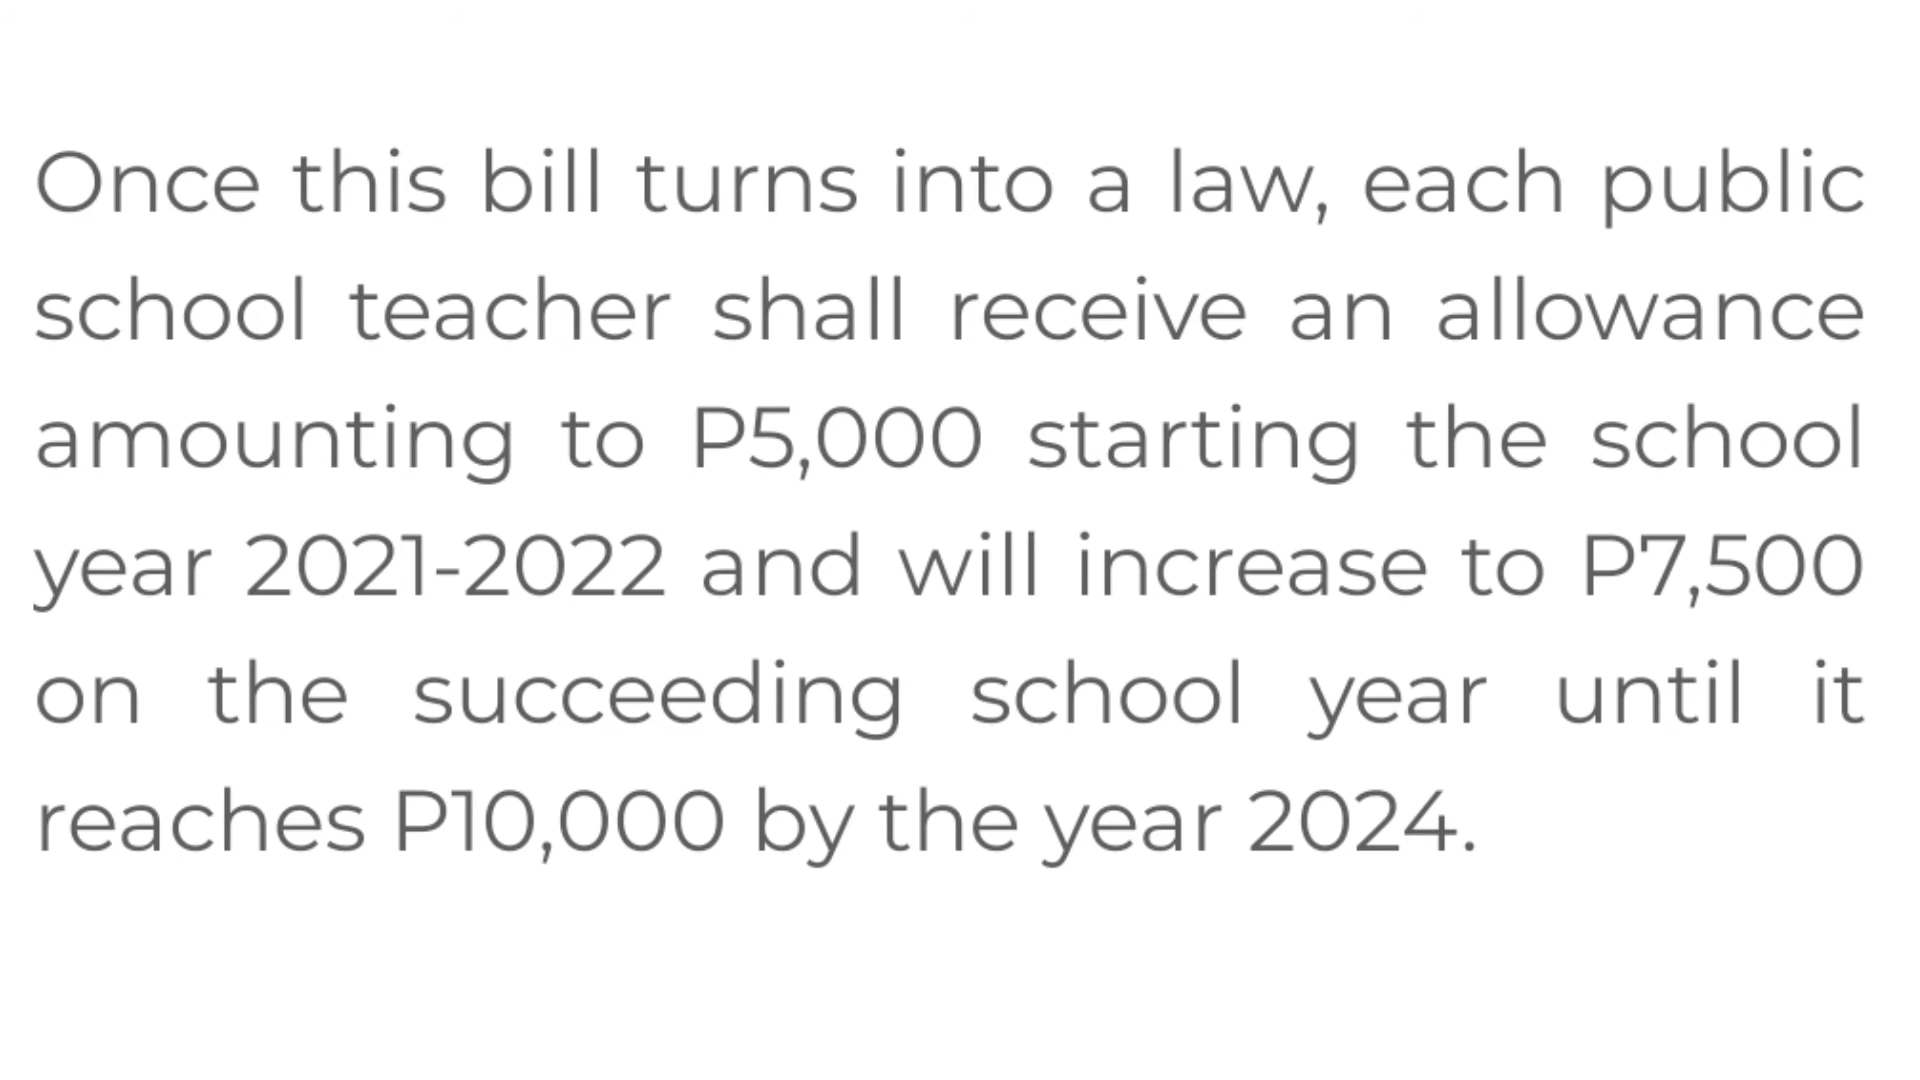 Once this bill turns into a law, each public
school teacher shall receive an allowance
amounting to P5,000 starting the school
year 2021-2022 and will increase to P7,500
on the succeeding school year until it
reaches P10,000 by the year 2024.